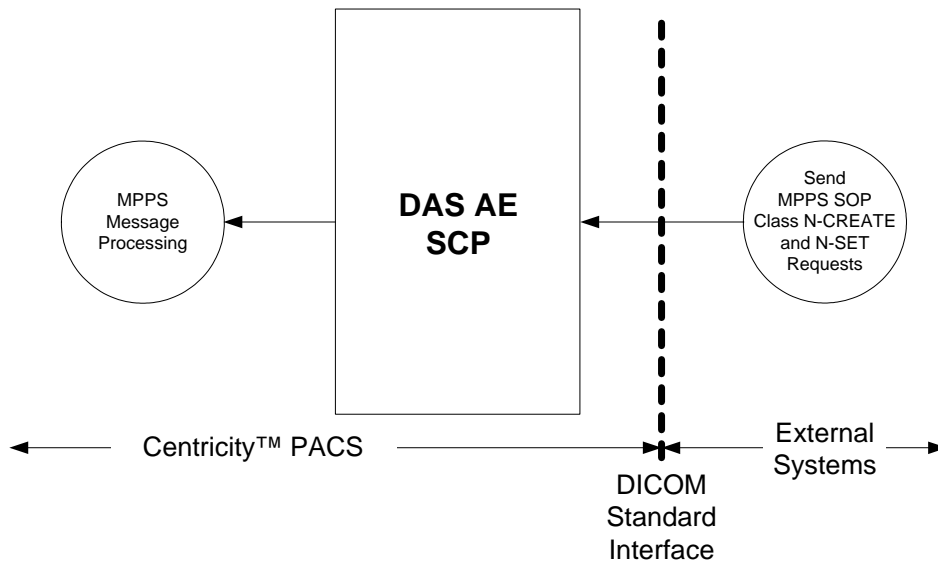 MPPS
Message
Processing
DAS AE
SCP
Send
MPPS SOP
Class N-CREATE
and N-SET
Requests
Centricity™ PACS
External
Systems
DICOM
Standard
Interface